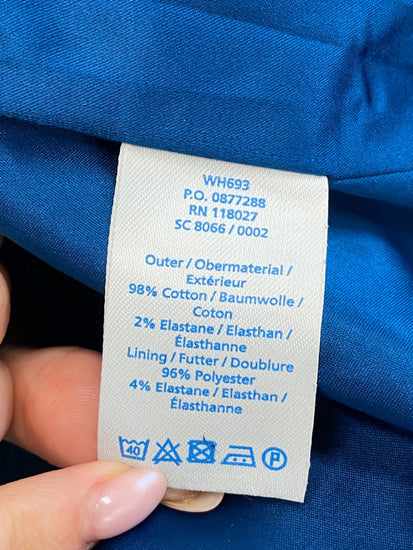 WH693
P.O. 0877288
RN 118027
SC 8066 / 0002
Outer / Obermaterial /
Extérieur
98% Cotton / Baumwolle /
Coton
2% Elastane / Elasthan /
Élasthanne
Lining / Futter / Doublure
96% Polyester
4% Elastane / Elasthan /
Élasthanne
40 P